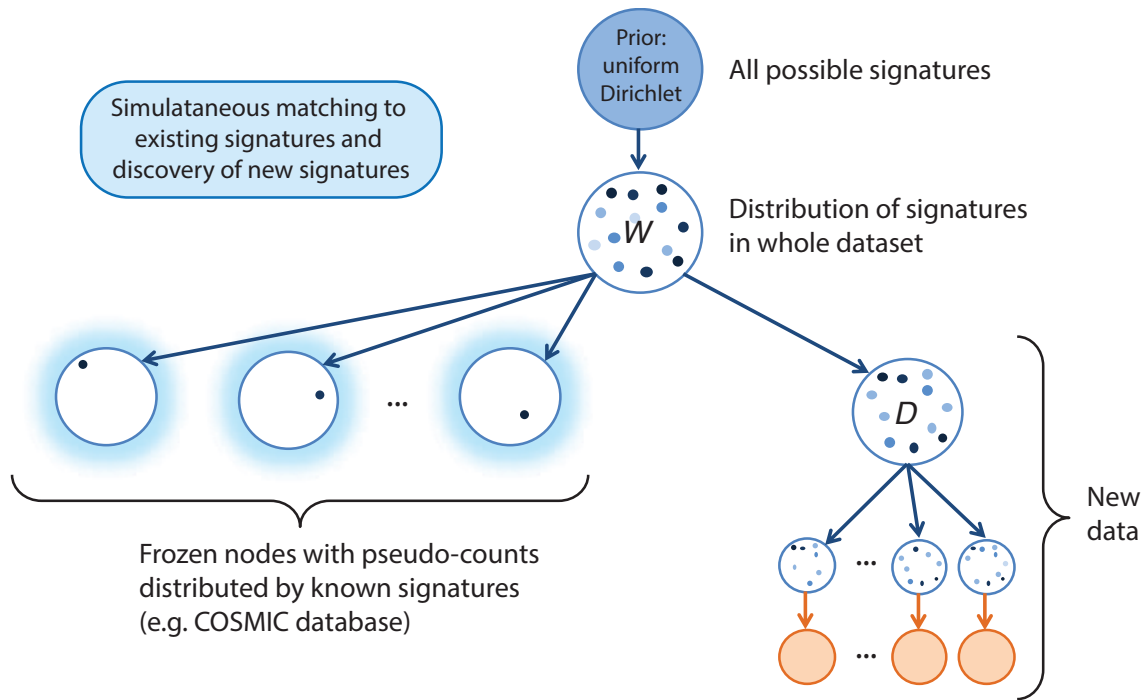 Prior:
uniform
Dirichlet
All possible signatures
Simulataneous matching to
existing signatures and
discovery of new signatures
W
Distribution of signatures
in whole dataset
...
D
New
data
Frozen nodes with pseudo-counts
distributed by known signatures
(e.g. COSMIC database)
...
...